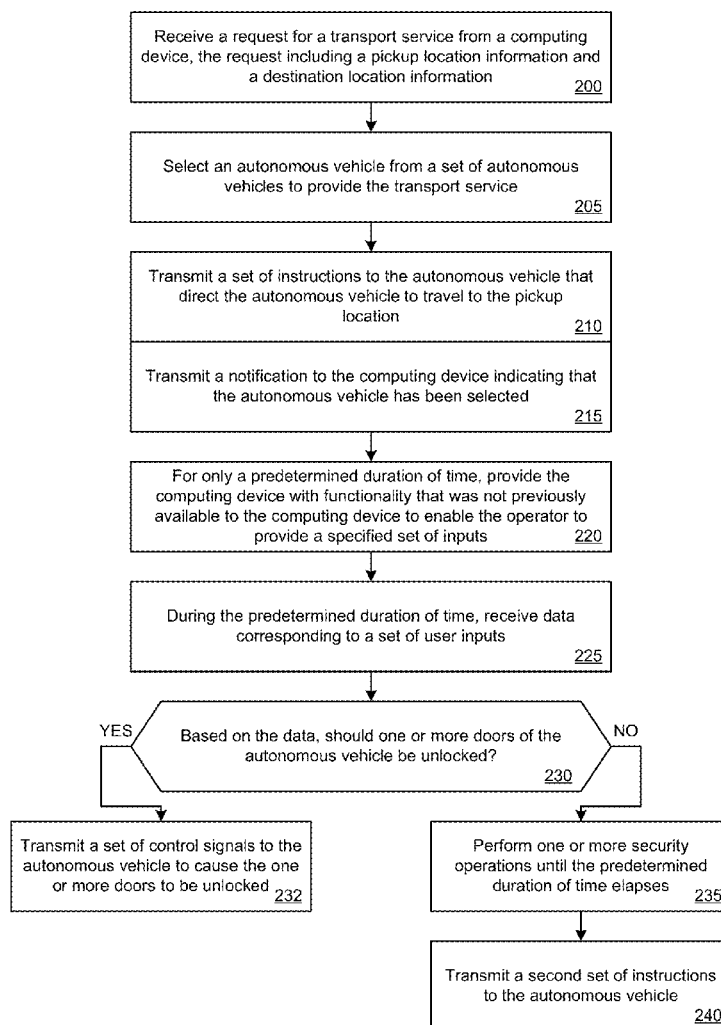 Receive a request for a transport service from a computing
device, the request including a pickup location information and
a destination location information
200
Select an autonomous vehicle from a set of autonomous
vehicles to provide the transport service
205
Transmit a set of instructions to the autonomous vehicle that
direct the autonomous vehicle to travel to the pickup
location
210
Transmit a notification to the computing device indicating that
the autonomous vehicle has been selected
215
For only a predetermined duration of time, provide the
computing device with functionality that was not previously
available to the computing device to enable the operator to
provide a specified set of inputs
220
During the predetermined duration of time, receive data
corresponding to a set of user inputs
225
YES
Based on the data, should one or more doors of the
autonomous vehicle be unlocked?
230
NO
Transmit a set of control signals to the
autonomous vehicle to cause the one
or more doors to be unlocked
232
Perform one or more security
operations until the predetermined
duration of time elapses
235
Transmit a second set of instructions
to the autonomous vehicle
240